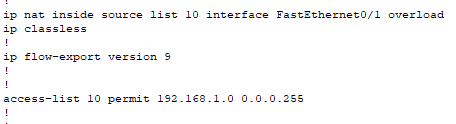 !
ip nat inside source list 10 interface FastEthernet0/1 overload
ip classless
!
ip flow-export version 9
!
!
access-list 10 permit 192.168.1.0 0.0.0.255
!